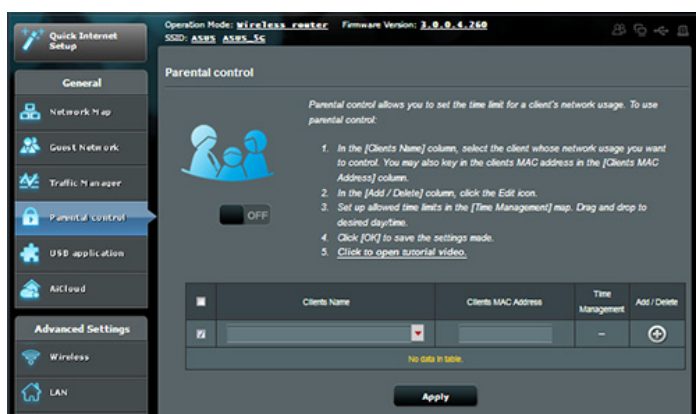 Quick Internet
Setup
Operation Mode: Wireless router Firmware Version: 3.0.0.4.260
SSID: ASUS ASUS_5G
General
Network Map
Guest Network
Traffic Manager
Parental control
USB application
AiCloud
Advanced Settings
Wireless
LAN
Parental control
Parental control allows you to set the time limit for a client's network usage. To use
parental control:
1. In the [Clients Name] column, select the client whose network usage you want
to control. You may also key in the clients MAC address in the [Clients MAC
Address] column.
2. In the [Add / Delete] column, click the Edit icon.
3. Set up allowed time limits in the [Time Management] map. Drag and drop to
desired day/time.
4. Click [OK] to save the settings made.
5. Click to open tutorial video.
OFF
Clients Name
Clients MAC Address
Time
Management
Add / Delete
No data in table.
Apply